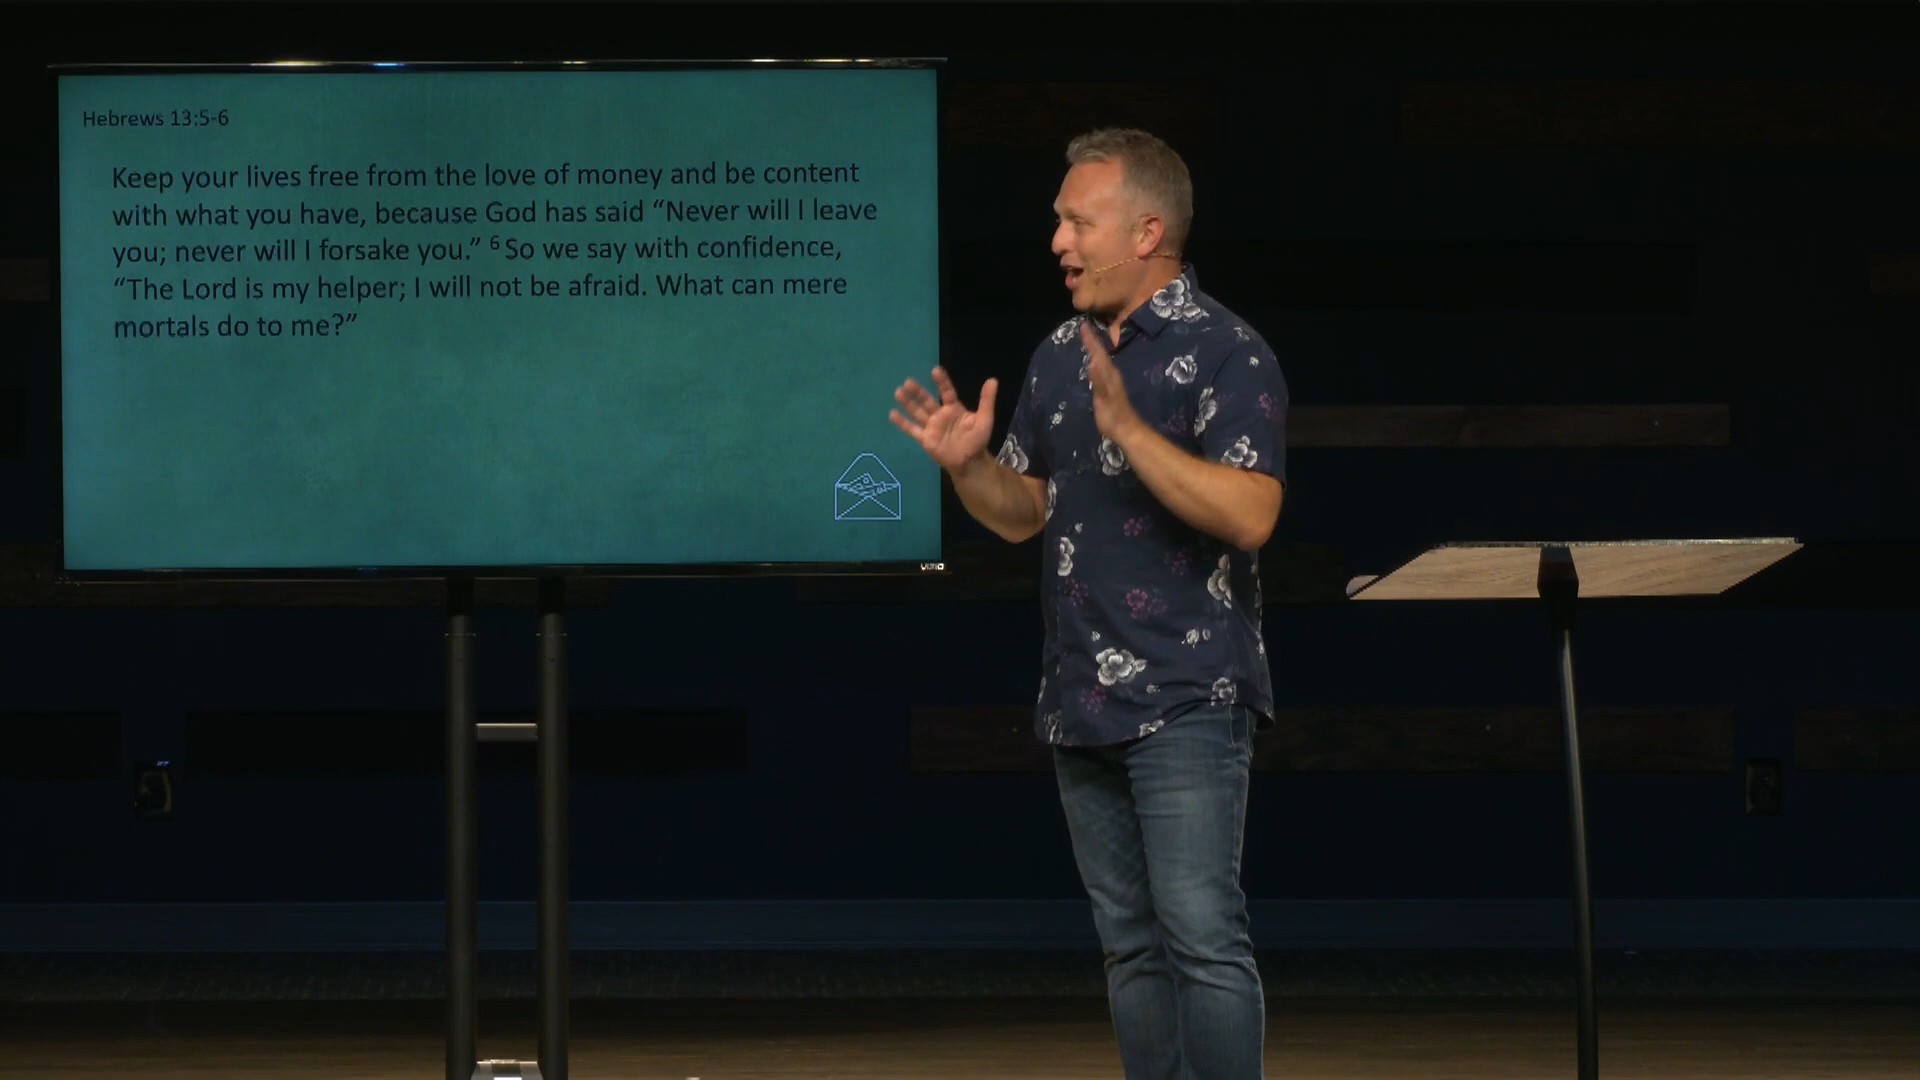 Hebrews 13:5-6
Keep your lives free from the love of money and be content
with what you have, because God has said “Never will I leave
you; never will I forsake you.” ⁶ So we say with confidence,
“The Lord is my helper; I will not be afraid. What can mere
mortals do to me?”
VIZIO